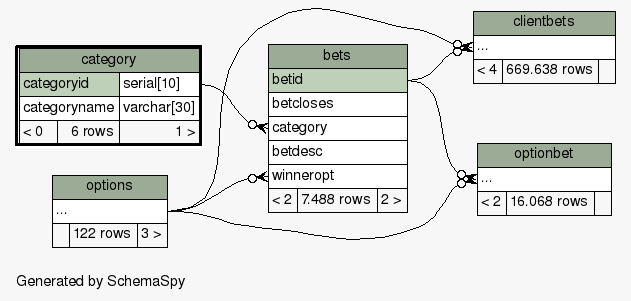 category
categoryid serial[10]
categoryname varchar[30]
< 0 6 rows 1 >
bets
betid
betcloses
category
betdesc
winneropt
< 2 7.488 rows 2 >
clientbets
...
< 4 669.638 rows
options
...
122 rows 3 >
optionbet
...
< 2 16.068 rows
Generated by SchemaSpy